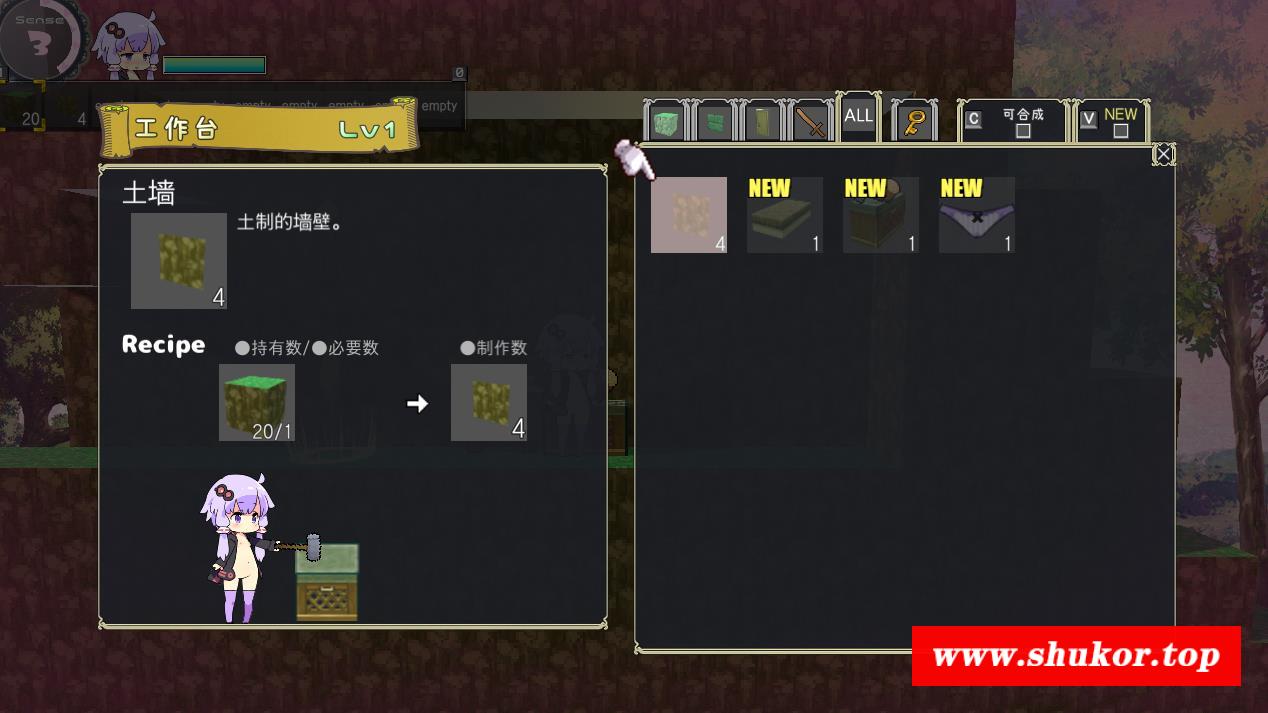 Sense
3
0
20
4
empty empty empty
empty
工作台 Lv1
ALL
C 可合成
V NEW
土墙
土制的墙壁。
4
Recipe
●持有数/●必要数
●制作数
20/1
4
NEW
NEW
NEW
4
1
1
1
www.shukor.top